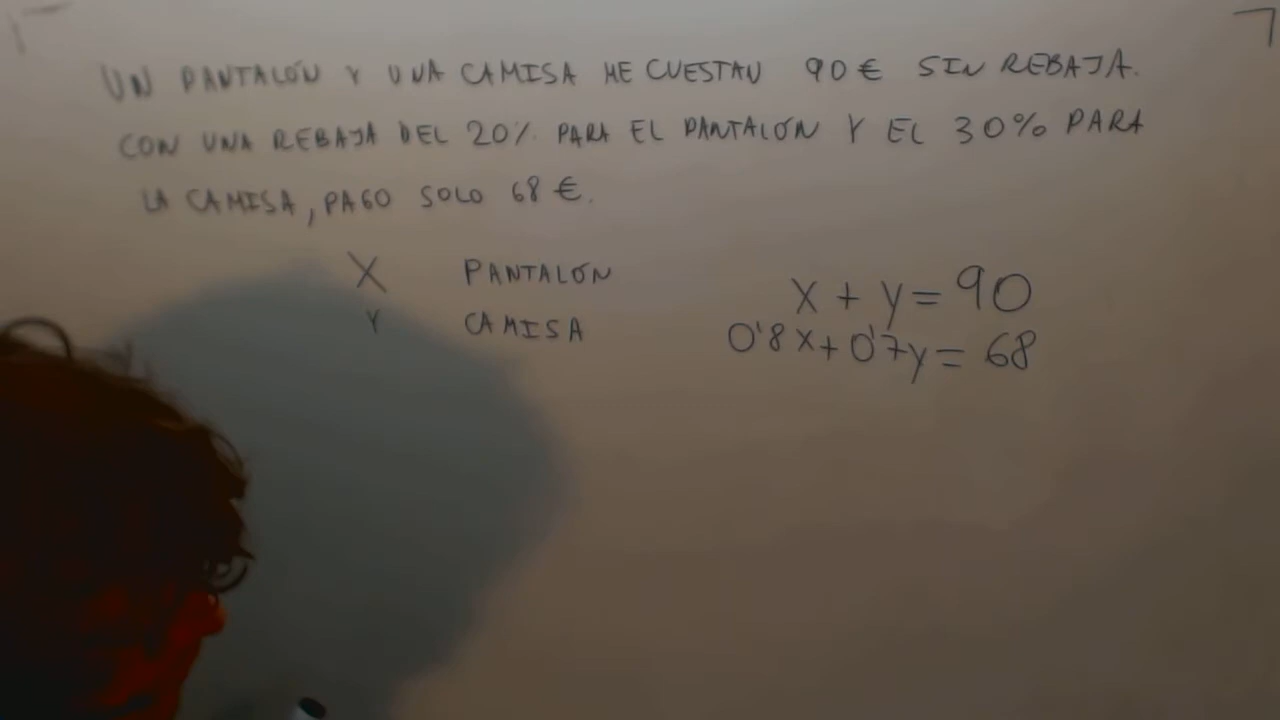 UN PANTALÓN Y UNA CAMISA ME CUESTAN 90 € SIN REBAJA.
CON UNA REBAJA DEL 20% PARA EL PANTALÓN Y EL 30% PARA
LA CAMISA, PAGO SOLO 68 €.
X PANTALÓN
Y CAMISA
X + y = 90
0'8 X + 0'7y = 68